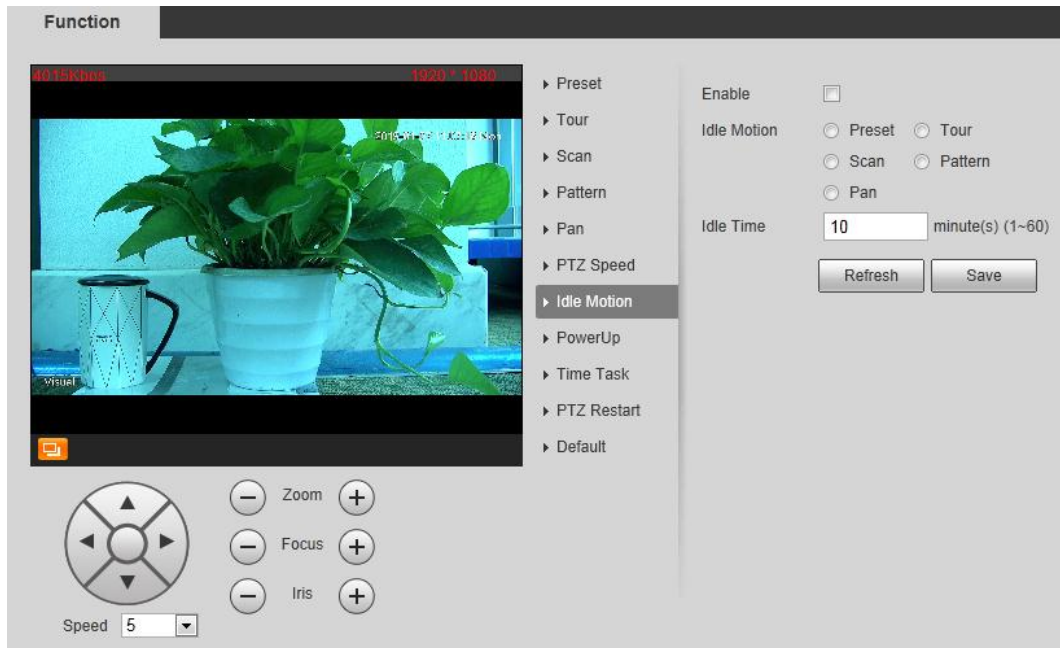 Function
4015Kbps 1920 * 1080
Visuel
Zoom
Focus
Iris
Speed 5
Preset
Tour
Scan
Pattern
Pan
PTZ Speed
Idle Motion
PowerUp
Time Task
PTZ Restart
Default
Enable
Idle Motion Preset Tour
Scan Pattern
Pan
Idle Time 10 minute(s) (1~60)
Refresh Save